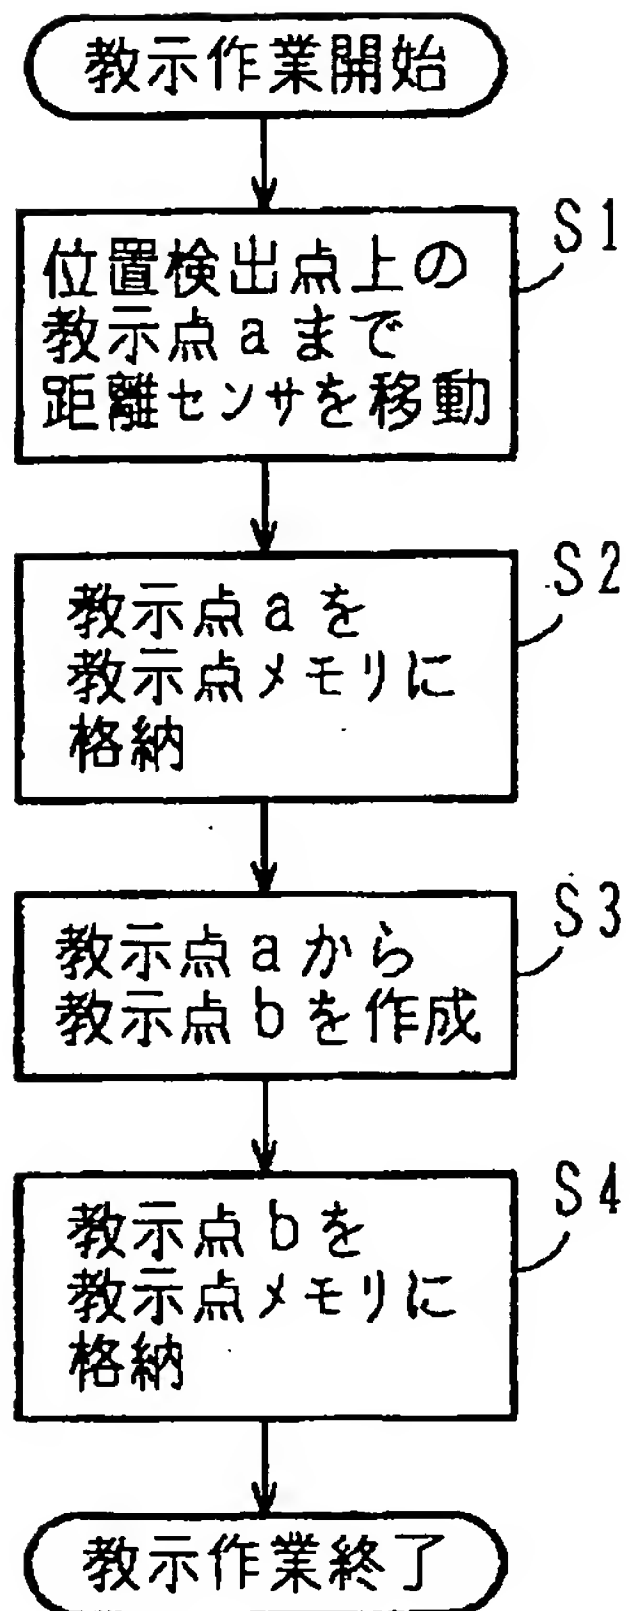 教示作業開始
S1
位置検出点上の
教示点aまで
距離センサを移動
S2
教示点aを
教示点メモリに
格納
S3
教示点aから
教示点bを作成
S4
教示点bを
教示点メモリに
格納
教示作業終了